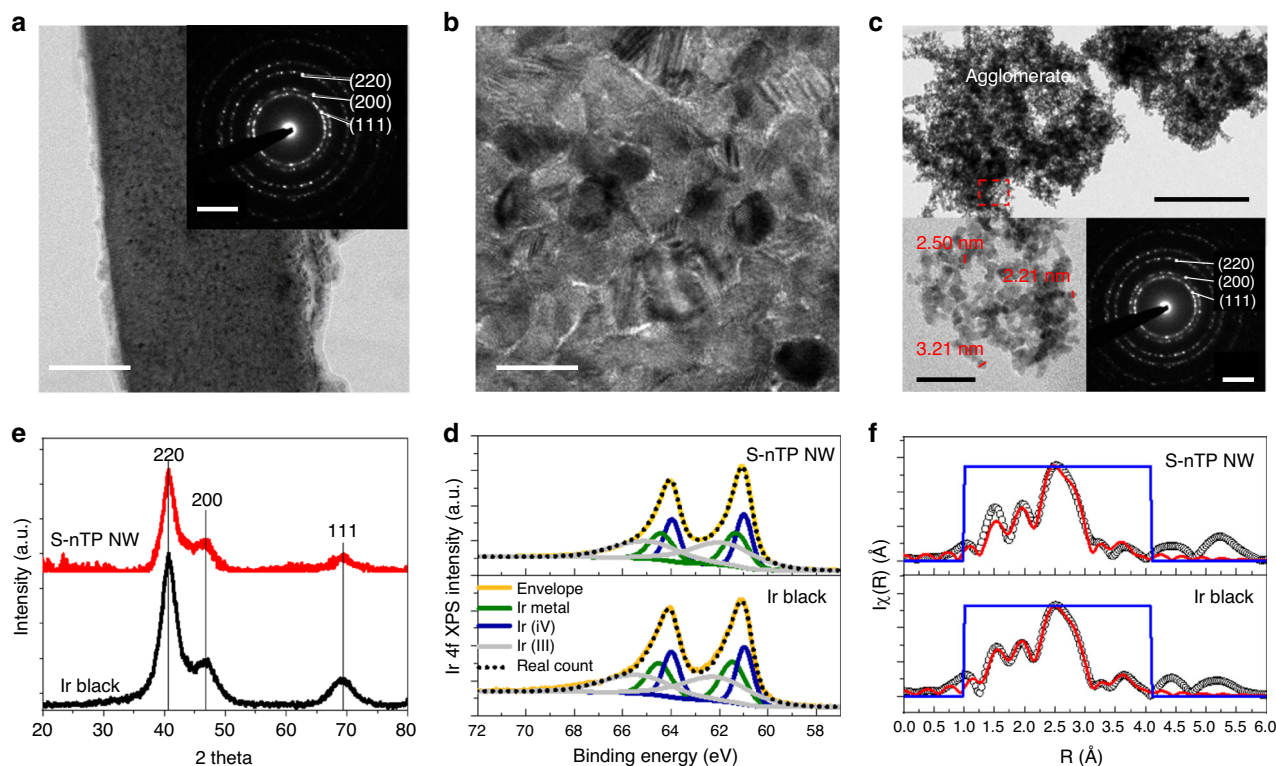 a
(220)
(200)
(111)
b
c
Agglomerate
2.50 nm
2.21 nm
3.21 nm
(220)
(200)
(111)
e
220
200
111
S-nTP NW
Ir black
Intensity (a.u.)
20 30 40 50 60 70 80
2 theta
d
S-nTP NW
Envelope
Ir metal
Ir (iV)
Ir (III)
Real count
Ir black
Ir 4f XPS intensity (a.u.)
72 70 68 66 64 62 60 58
Binding energy (eV)
f
S-nTP NW
Ir black
Iχ(R) (Å)
0.0 0.5 1.0 1.5 2.0 2.5 3.0 3.5 4.0 4.5 5.0 5.5 6.0
R (Å)